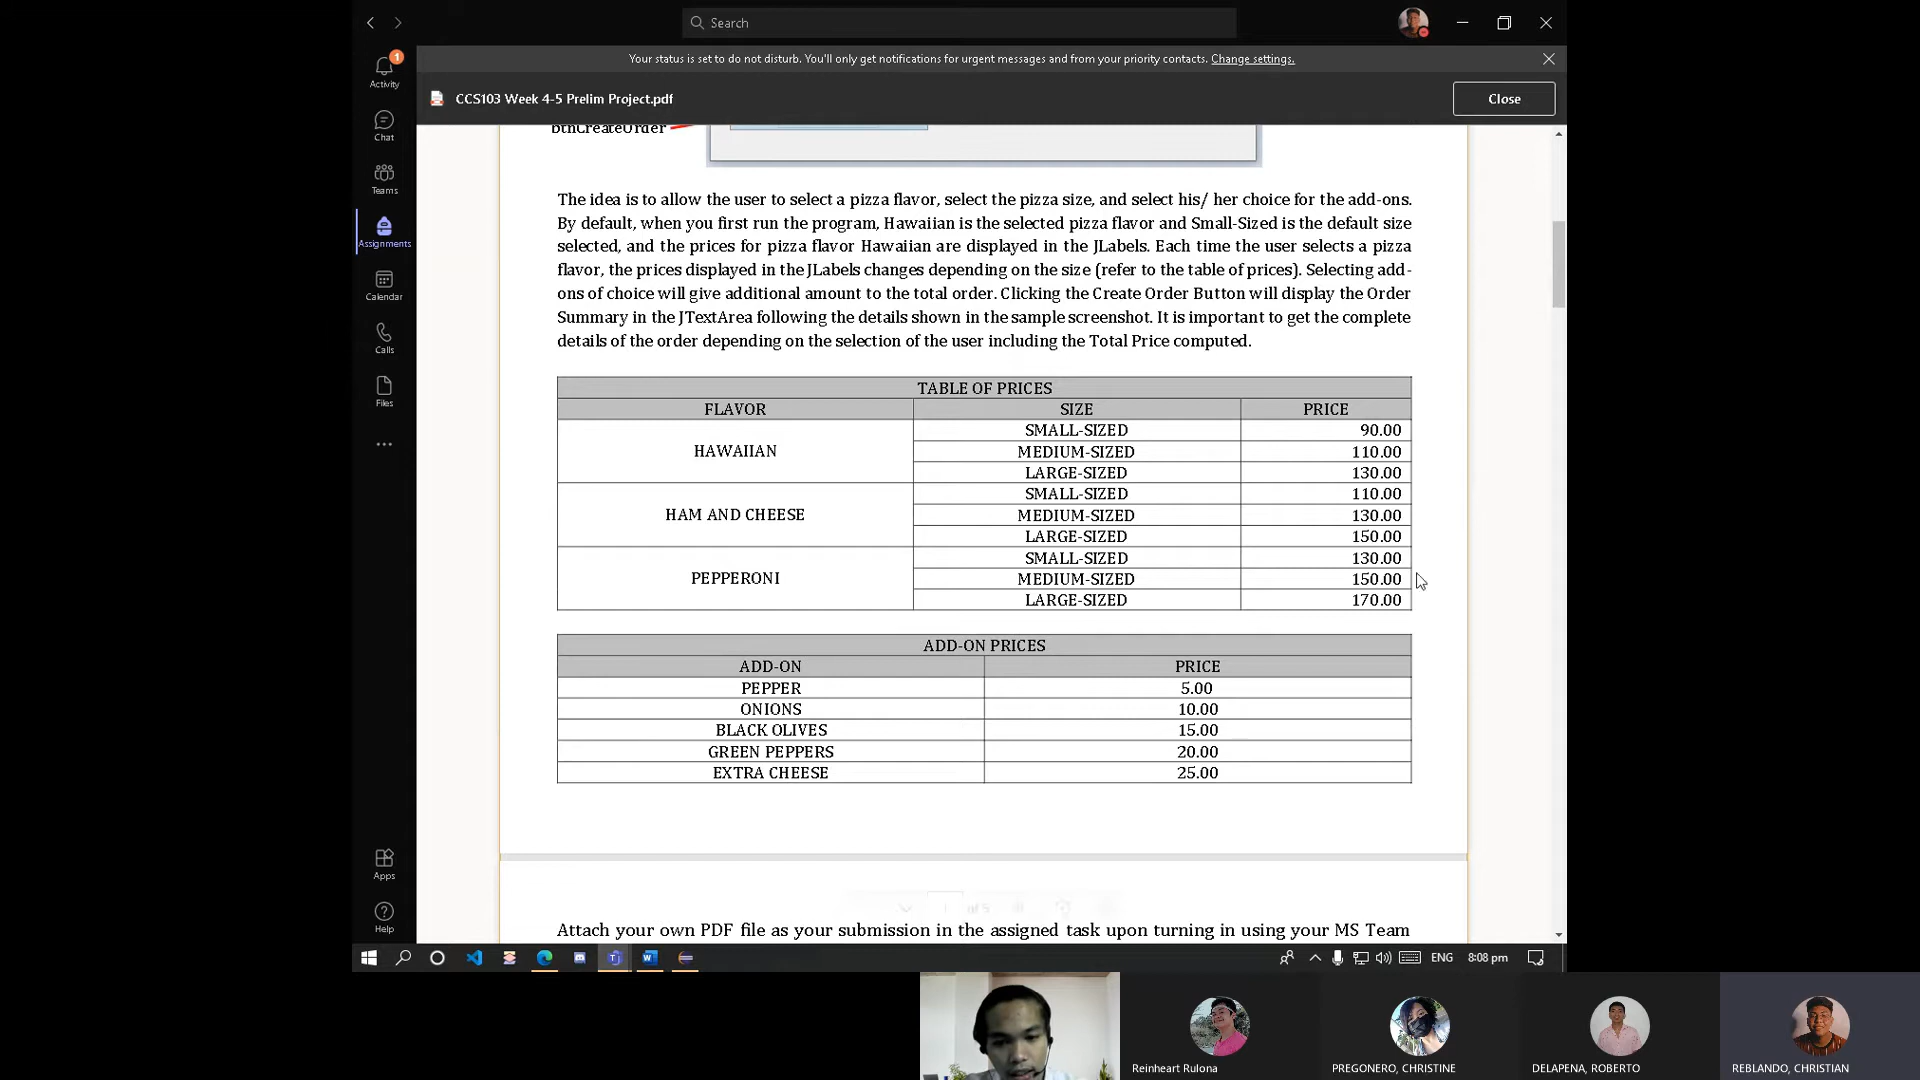 Search
Your status is set to do not disturb. You'll only get notifications for urgent messages and from your priority contacts. Change settings.
1
Activity
Chat
Teams
Assignments
Calendar
Calls
Files
Apps
Help
CCS103 Week 4-5 Prelim Project.pdf
Close
btnCreateOrder
The idea is to allow the user to select a pizza flavor, select the pizza size, and select his/ her choice for the add-ons.
By default, when you first run the program, Hawaiian is the selected pizza flavor and Small-Sized is the default size
selected, and the prices for pizza flavor Hawaiian are displayed in the JLabels. Each time the user selects a pizza
flavor, the prices displayed in the JLabels changes depending on the size (refer to the table of prices). Selecting add-
ons of choice will give additional amount to the total order. Clicking the Create Order Button will display the Order
Summary in the JTextArea following the details shown in the sample screenshot. It is important to get the complete
details of the order depending on the selection of the user including the Total Price computed.
TABLE OF PRICES
FLAVOR SIZE PRICE
HAWAIIAN
SMALL-SIZED 90.00
MEDIUM-SIZED 110.00
LARGE-SIZED 130.00
HAM AND CHEESE
SMALL-SIZED 110.00
MEDIUM-SIZED 130.00
LARGE-SIZED 150.00
PEPPERONI
SMALL-SIZED 130.00
MEDIUM-SIZED 150.00
LARGE-SIZED 170.00
ADD-ON PRICES
ADD-ON PRICE
PEPPER 5.00
ONIONS 10.00
BLACK OLIVES 15.00
GREEN PEPPERS 20.00
EXTRA CHEESE 25.00
Attach your own PDF file as your submission in the assigned task upon turning in using your MS Team
ENG 8:08 pm
Reinheart Rulona
PREGONERO, CHRISTINE
DELAPENA, ROBERTO
REBLANDO, CHRISTIAN